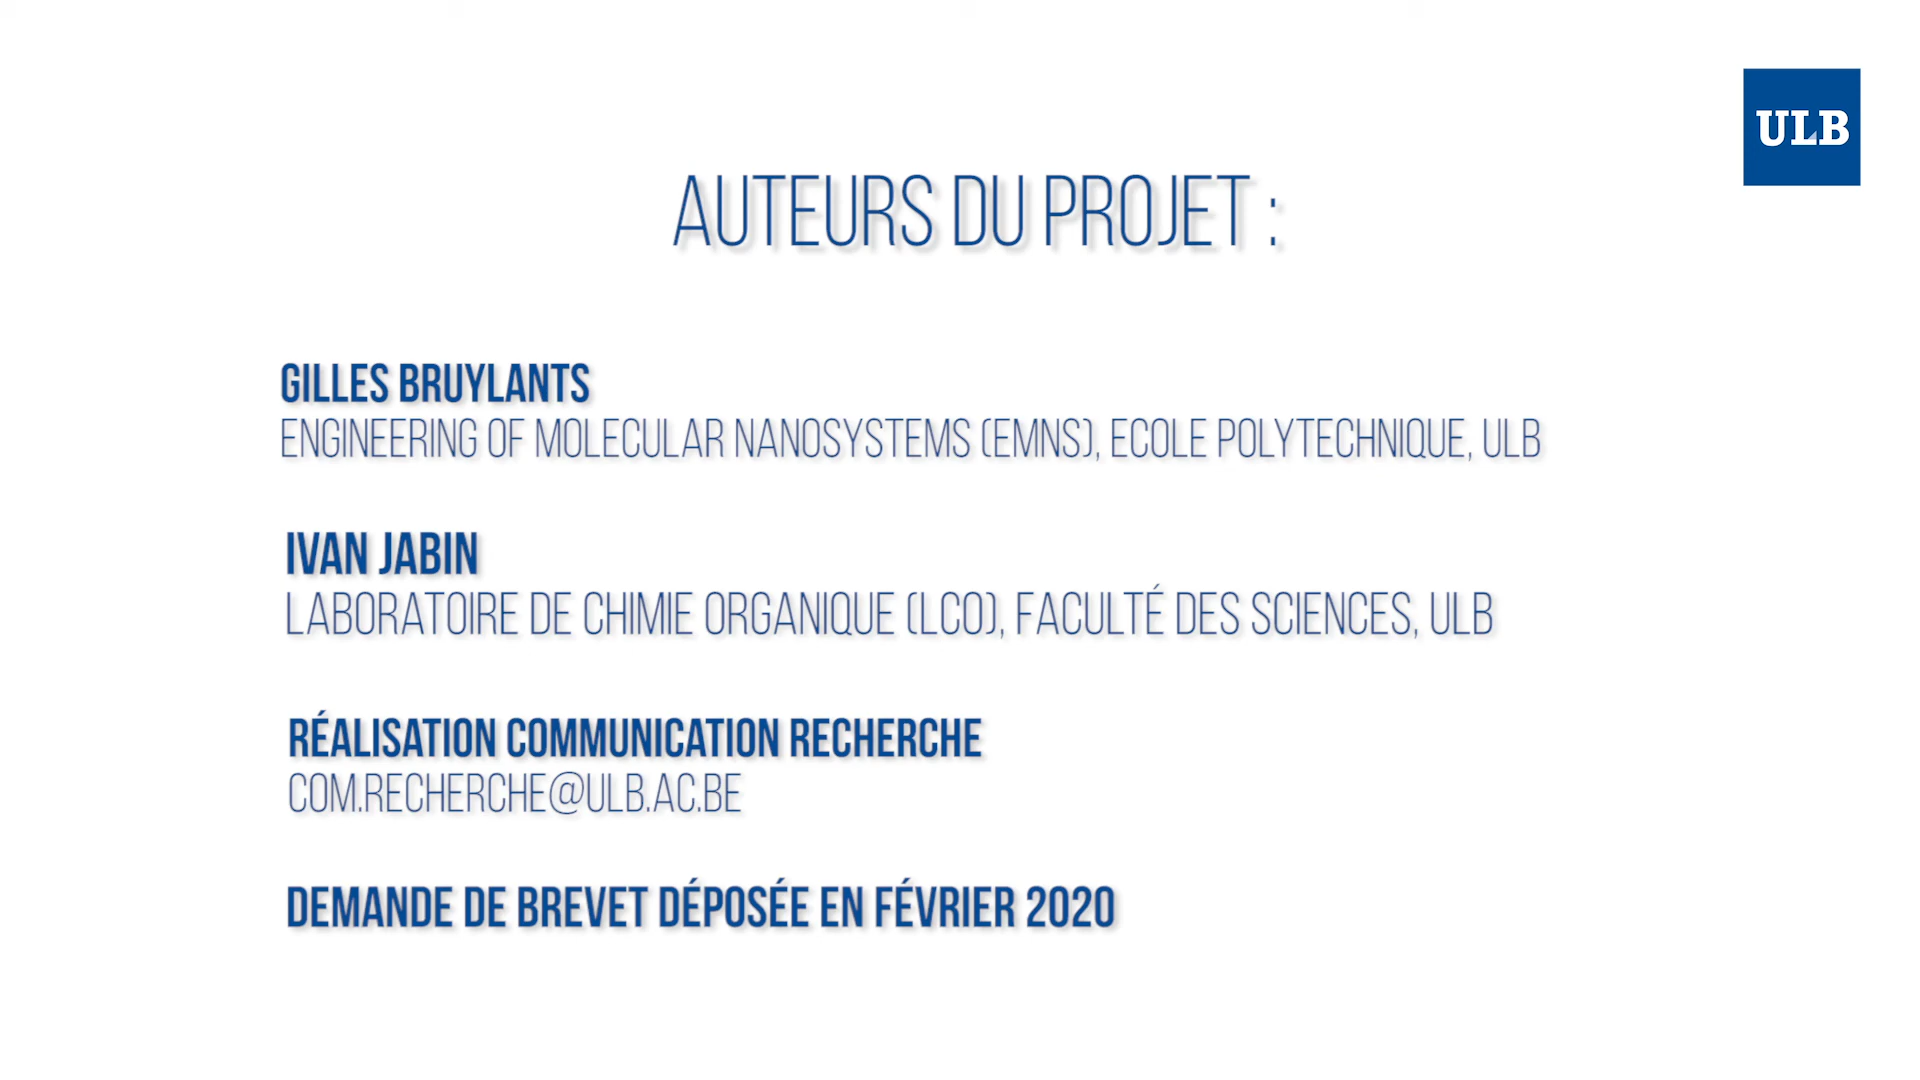 ULB
AUTEURS DU PROJET :
GILLES BRUYLANTS
ENGINEERING OF MOLECULAR NANOSYSTEMS (EMNS), ECOLE POLYTECHNIQUE, ULB
IVAN JABIN
LABORATOIRE DE CHIMIE ORGANIQUE (LCO), FACULTÉ DES SCIENCES, ULB
RÉALISATION COMMUNICATION RECHERCHE
COM.RECHERCHE@ULB.AC.BE
DEMANDE DE BREVET DÉPOSÉE EN FÉVRIER 2020